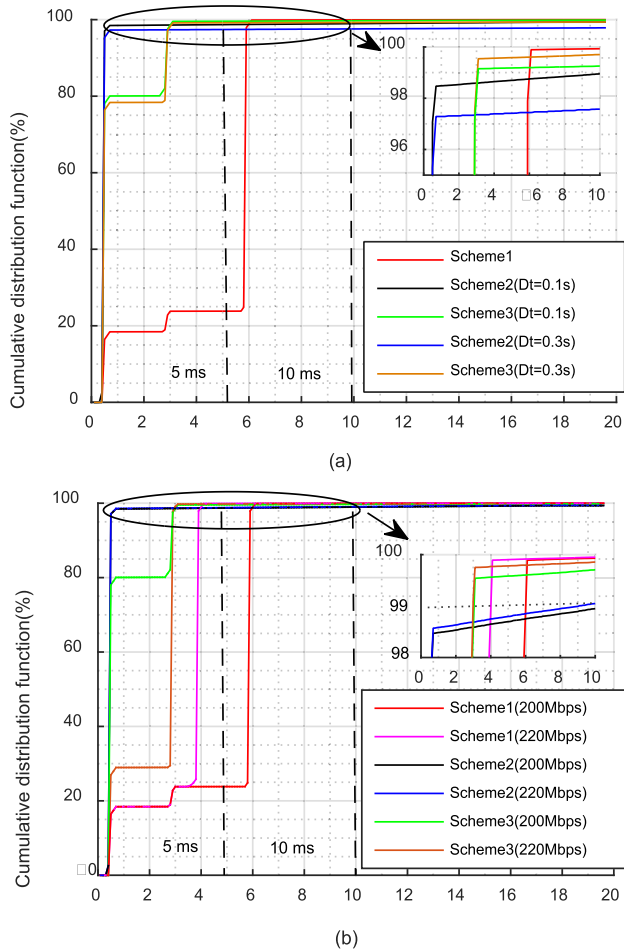 Cumulative distribution function(%)
100
80
60
40
20
0
0 2 4 6 8 10 12 14 16 18 20
5 ms
10 ms
100
98
96
0 2 4 □6 8 10
Scheme1
Scheme2(Dt=0.1s)
Scheme3(Dt=0.1s)
Scheme2(Dt=0.3s)
Scheme3(Dt=0.3s)
(a)
Cumulative distribution function(%)
100
80
60
40
20
□0
0 2 4 6 8 10 12 14 16 18 20
5 ms
10 ms
100
99
98
0 2 4 6 8 10
Scheme1(200Mbps)
Scheme1(220Mbps)
Scheme2(200Mbps)
Scheme2(220Mbps)
Scheme3(200Mbps)
Scheme3(220Mbps)
(b)